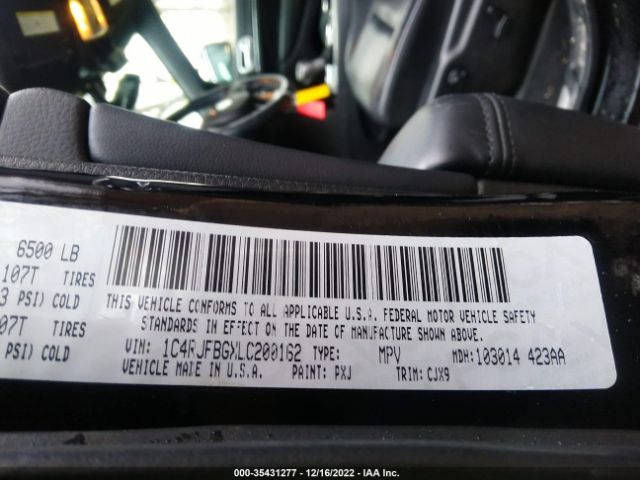 6500 LB
107T TIRES
3 PSI) COLD
07T TIRES
PSI) COLD
THIS VEHICLE CONFORMS TO ALL APPLICABLE U.S.A. FEDERAL MOTOR VEHICLE SAFETY
STANDARDS IN EFFECT ON THE DATE OF MANUFACTURE SHOWN ABOVE.
VIN: 1C4RJFBGXLC200162 TYPE: MPV MDH: 103014 423AA
VEHICLE MADE IN U.S.A. PAINT: PXJ TRIM: CJX9
000-35431277 - 12/16/2022 - IAA Inc.